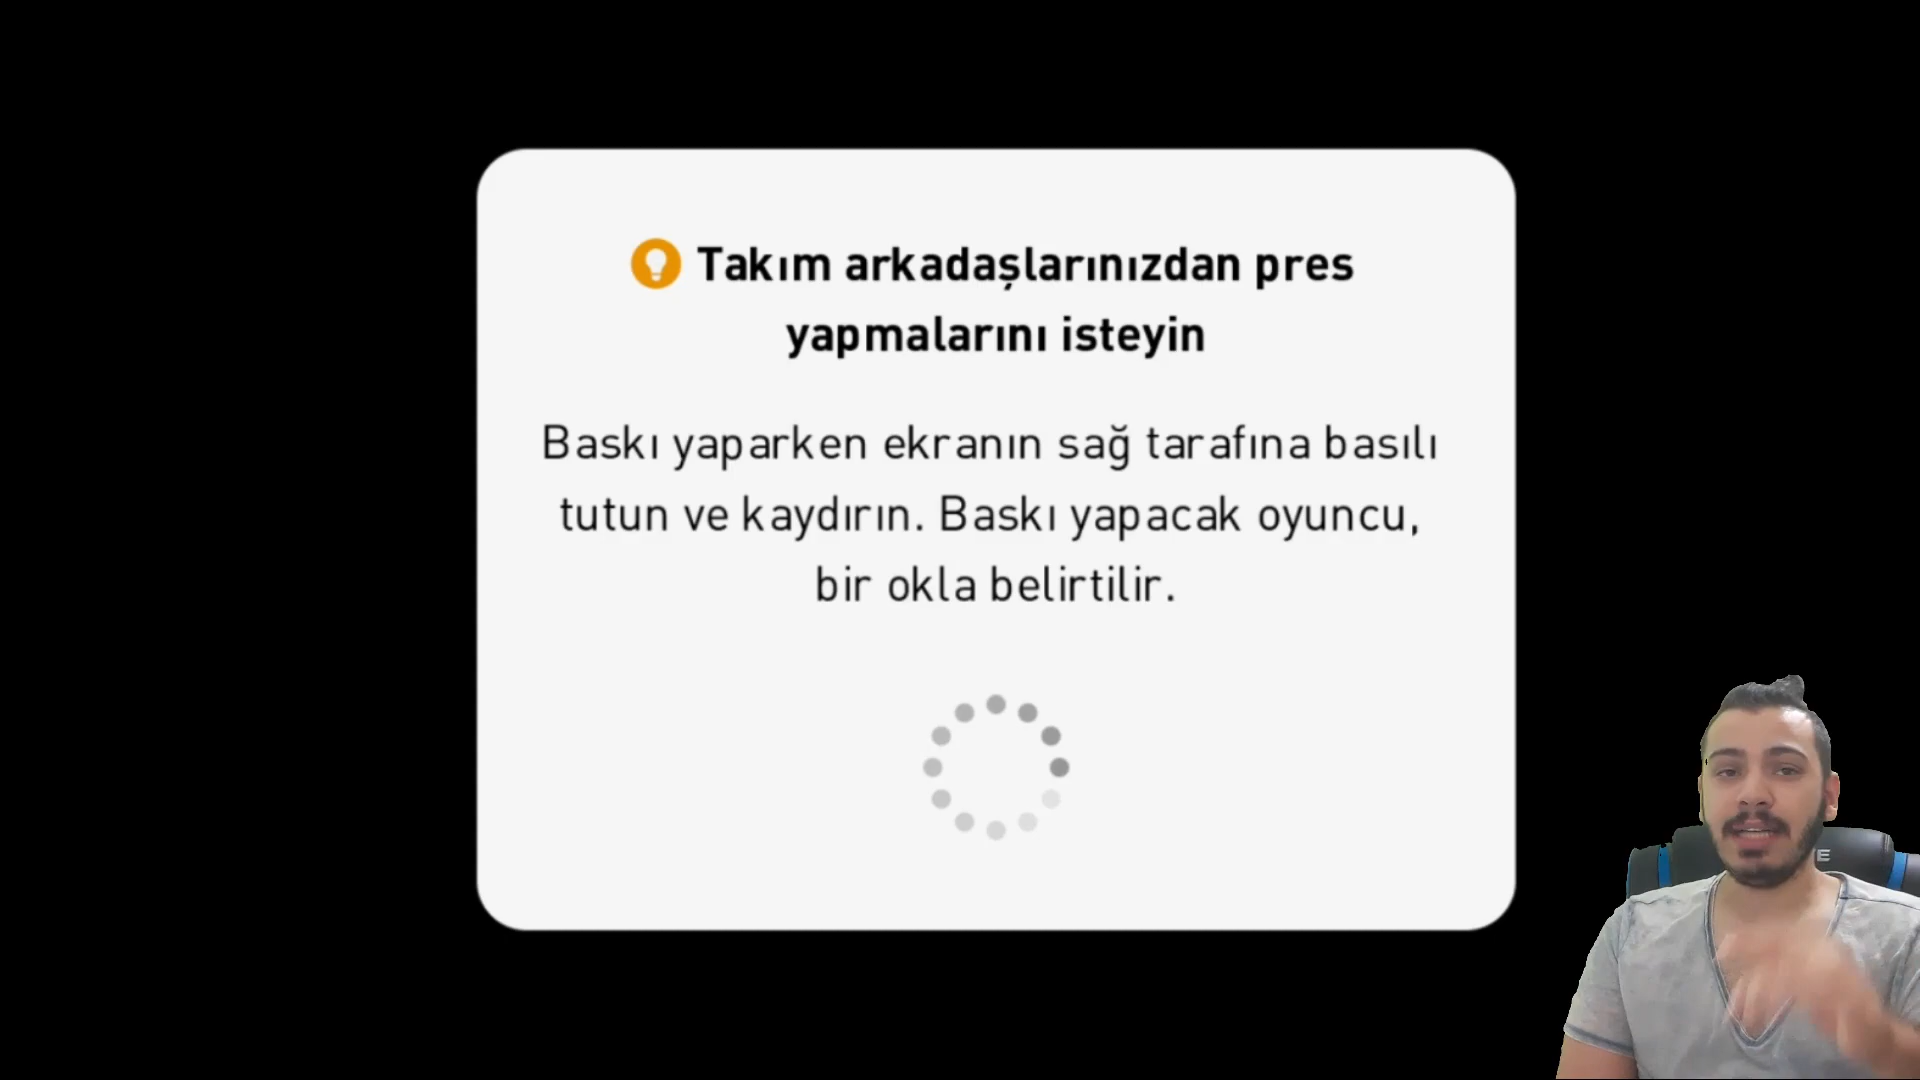 Takım arkadaşlarınızdan pres
yapmalarını isteyin
Baskı yaparken ekranın sağ tarafına basılı
tutun ve kaydırın. Baskı yapacak oyuncu,
bir okla belirtilir.
E